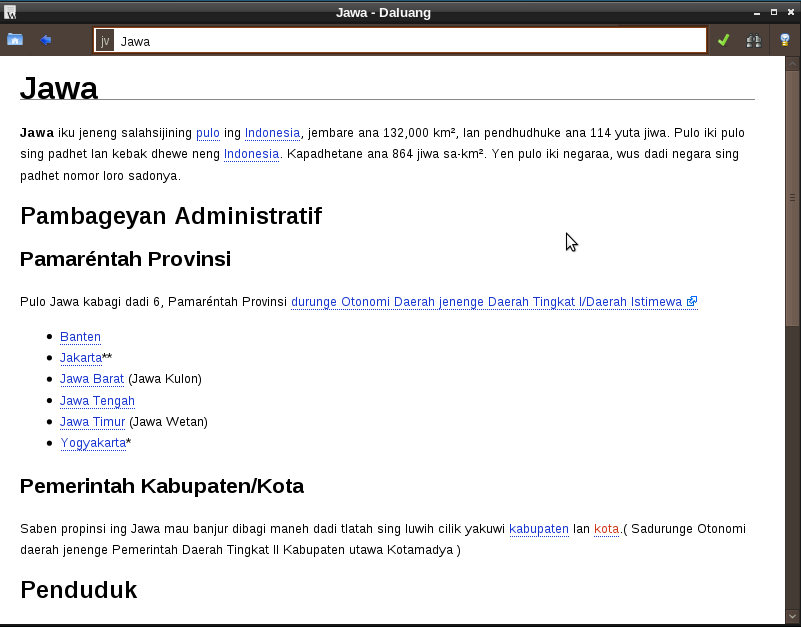 Jawa - Daluang
jv Jawa
Jawa
Jawa iku jeneng salahsijining pulo ing Indonesia, jembare ana 132,000 km², lan pendhudhuke ana 114 yuta jiwa. Pulo iki pulo
sing padhet lan kebak dhewe neng Indonesia. Kapadhetane ana 864 jiwa sa-km². Yen pulo iki negaraa, wus dadi negara sing
padhet nomor loro sadonya.
Pambageyan Administratif
Pamaréntah Provinsi
Pulo Jawa kabagi dadi 6, Pamaréntah Provinsi durunge Otonomi Daerah jenenge Daerah Tingkat I/Daerah Istimewa
• Banten
• Jakarta**
• Jawa Barat (Jawa Kulon)
• Jawa Tengah
• Jawa Timur (Jawa Wetan)
• Yogyakarta*
Pemerintah Kabupaten/Kota
Saben propinsi ing Jawa mau banjur dibagi maneh dadi tlatah sing luwih cilik yakuwi kabupaten lan kota.( Sadurunge Otonomi
daerah jenenge Pemerintah Daerah Tingkat II Kabupaten utawa Kotamadya )
Penduduk